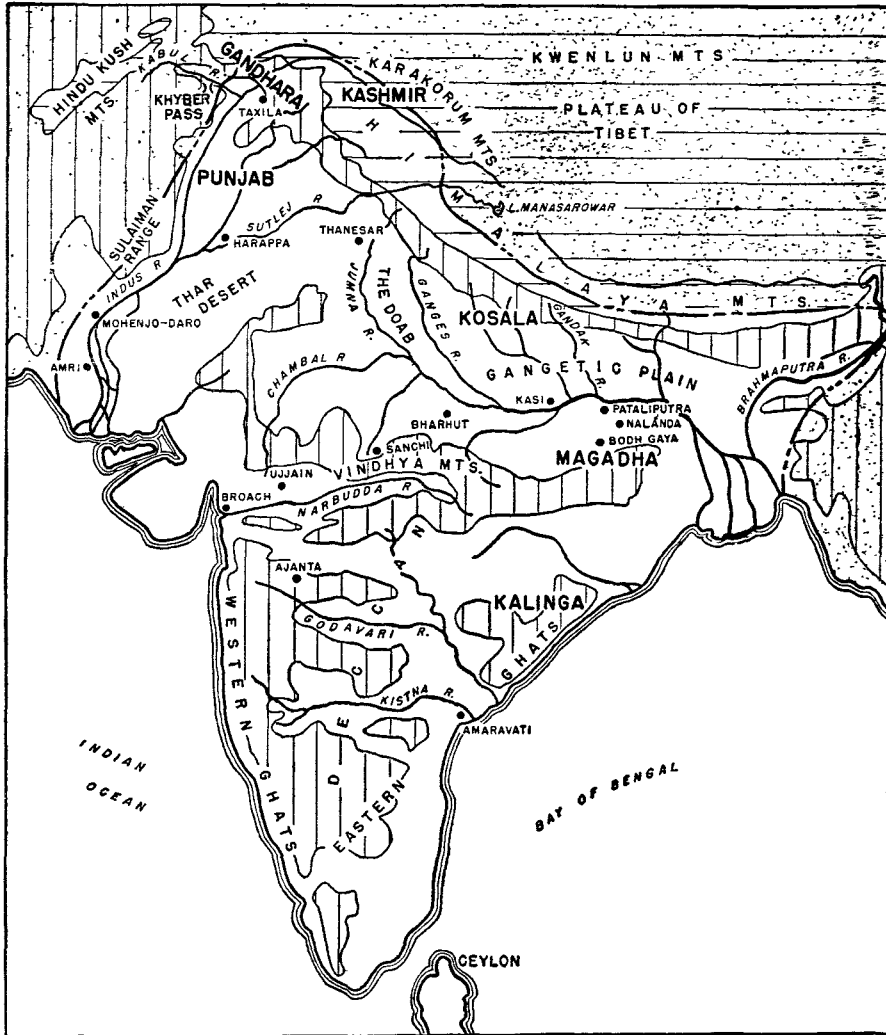 KWENLUN MTS
PLATEAU OF
TIBET
HINDU KUSH
MTS.
KABUL R.
GANDHARA
KHYBER
PASS
TAXILA
KARAKORUM MTS
KASHMIR
HIMALAYA MTS.
L. MANASAROWAR
PUNJAB
SULAIMAN
RANGE
SUTLEJ R
HARAPPA
THANESAR
INDUS R
THAR
DESERT
MOHENJO-DARO
AMRI
JUMNA R.
THE DOAB
GANGES R.
KOSALA
GANDAK R.
GANGETIC PLAIN
BRAHMAPUTRA R.
CHAMBAL R
KASI
BHARHUT
PATALIPUTRA
NALANDA
BODH GAYA
MAGADHA
SANCHI
UJJAIN
VINDHYA MTS.
BROACH
NARBUDDA R
AJANTA
DECCAN
GODAVARI R.
KALINGA
WESTERN GHATS
EASTERN GHATS
KISTNA R.
AMARAVATI
INDIAN
OCEAN
BAY OF BENGAL
CEYLON